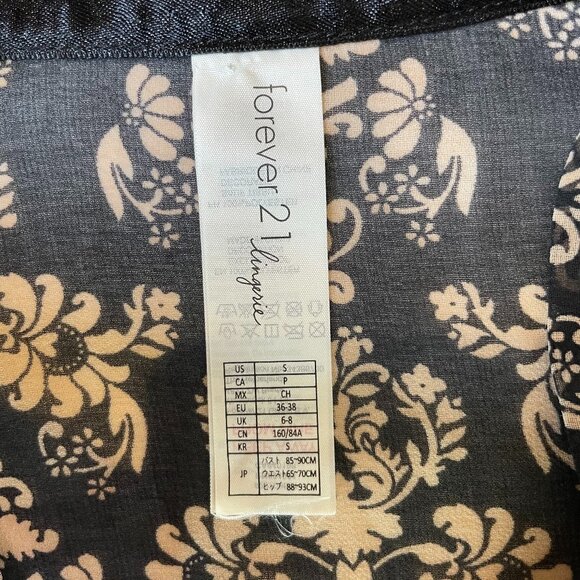 forever 21
lingerie
US S
CA P
MX CH
EU 36-38
UK 6-8
CN 160/84A
KR S
JP バスト 85~90CM
ウエスト 65~70CM
ヒップ 88~93CM